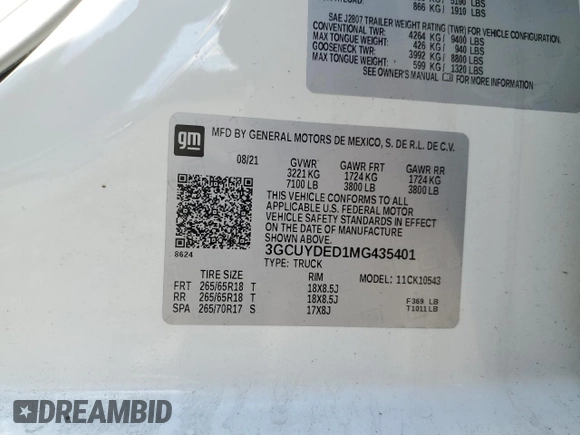 866 KG/ 1910 LBS
SAE J2807 TRAILER WEIGHT RATING (TWR) FOR VEHICLE CONFIGURATION.
CONVENTIONAL TWR: 4264 KG/ 9400 LBS
MAX TONGUE WEIGHT: 426 KG/ 940 LBS
GOOSENECK TWR: 3992 KG/ 8800 LBS
MAX TONGUE WEIGHT: 599 KG/ 1320 LBS
SEE OWNER'S MANUAL FOR MORE INFORMATION
gm
MFD BY GENERAL MOTORS DE MEXICO, S. DE R.L. DE C.V.
08/21 GVWR GAWR FRT GAWR RR
3221 KG 1724 KG 1724 KG
7100 LB 3800 LB 3800 LB
THIS VEHICLE CONFORMS TO ALL
APPLICABLE U.S. FEDERAL MOTOR
VEHICLE SAFETY STANDARDS IN EFFECT
ON THE DATE OF MANUFACTURE
SHOWN ABOVE.
3GCUYDED1MG435401
8624
TYPE: TRUCK
TIRE SIZE RIM MODEL: 11CK10543
FRT 265/65R18 T 18X8.5J
RR 265/65R18 T 18X8.5J F369 LB
SPA 265/70R17 S 17X8J T1011LB
DREAMBID